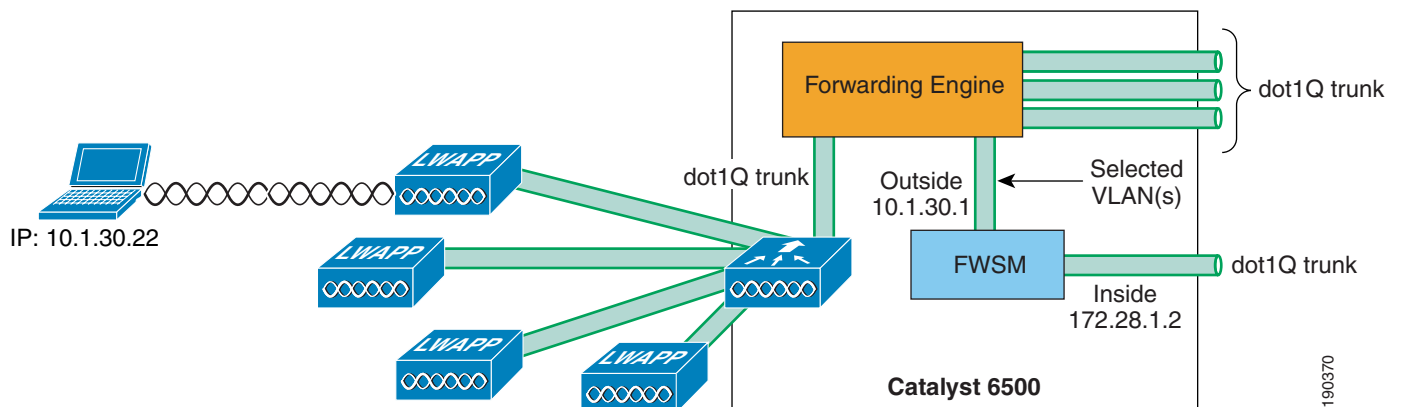 Forwarding Engine
dot1Q trunk
LWAPP
dot1Q trunk
Outside
10.1.30.1
Selected
VLAN(s)
IP: 10.1.30.22
LWAPP
FWSM
dot1Q trunk
Inside
172.28.1.2
LWAPP
LWAPP
Catalyst 6500
190370